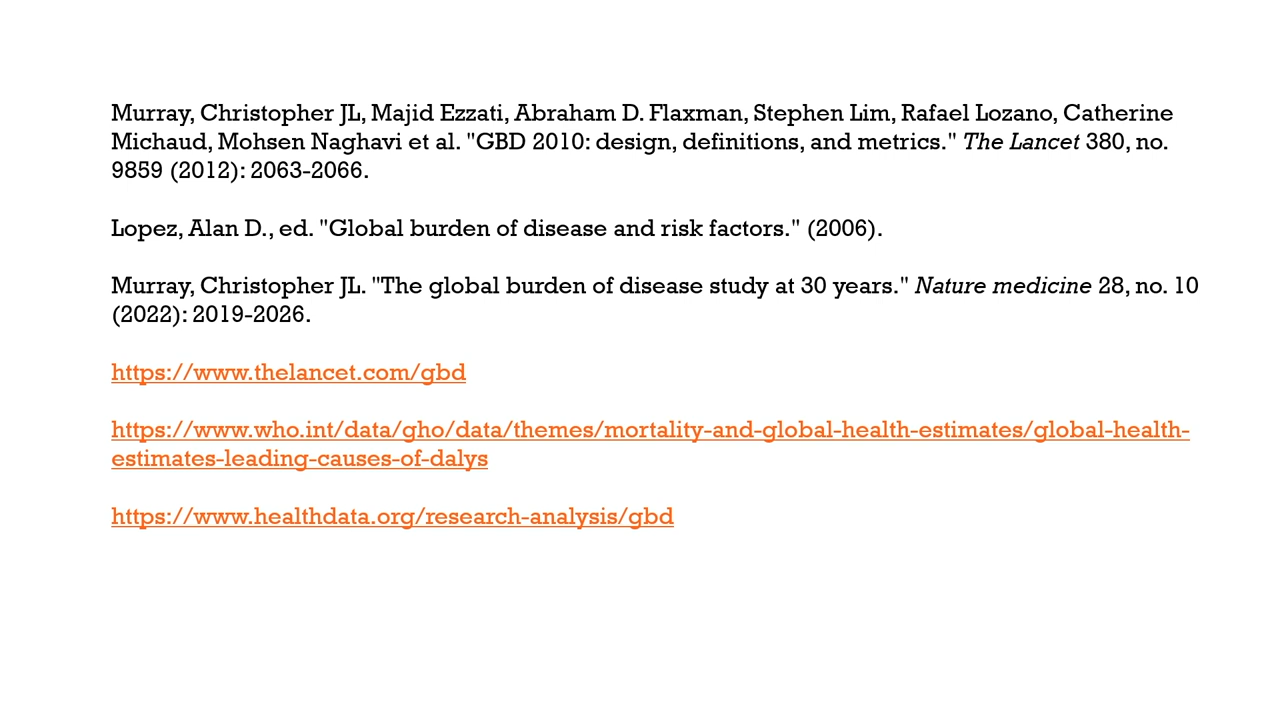 Murray, Christopher JL, Majid Ezzati, Abraham D. Flaxman, Stephen Lim, Rafael Lozano, Catherine
Michaud, Mohsen Naghavi et al. "GBD 2010: design, definitions, and metrics." The Lancet 380, no.
9859 (2012): 2063-2066.
Lopez, Alan D., ed. "Global burden of disease and risk factors." (2006).
Murray, Christopher JL. "The global burden of disease study at 30 years." Nature medicine 28, no. 10
(2022): 2019-2026.
https://www.thelancet.com/gbd
https://www.who.int/data/gho/data/themes/mortality-and-global-health-estimates/global-health-
estimates-leading-causes-of-dalys
https://www.healthdata.org/research-analysis/gbd